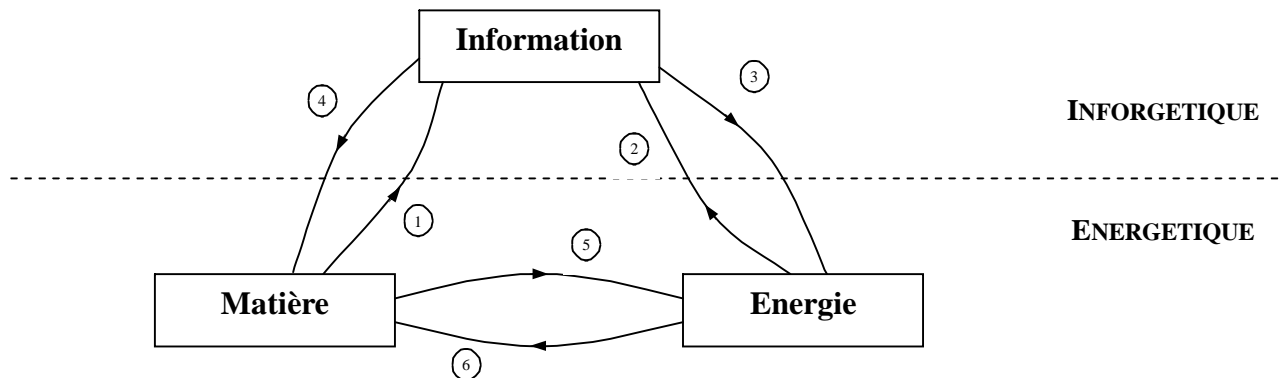 Information
3
4
INFORGETIQUE
2
1
ENERGETIQUE
5
Matière
Energie
6